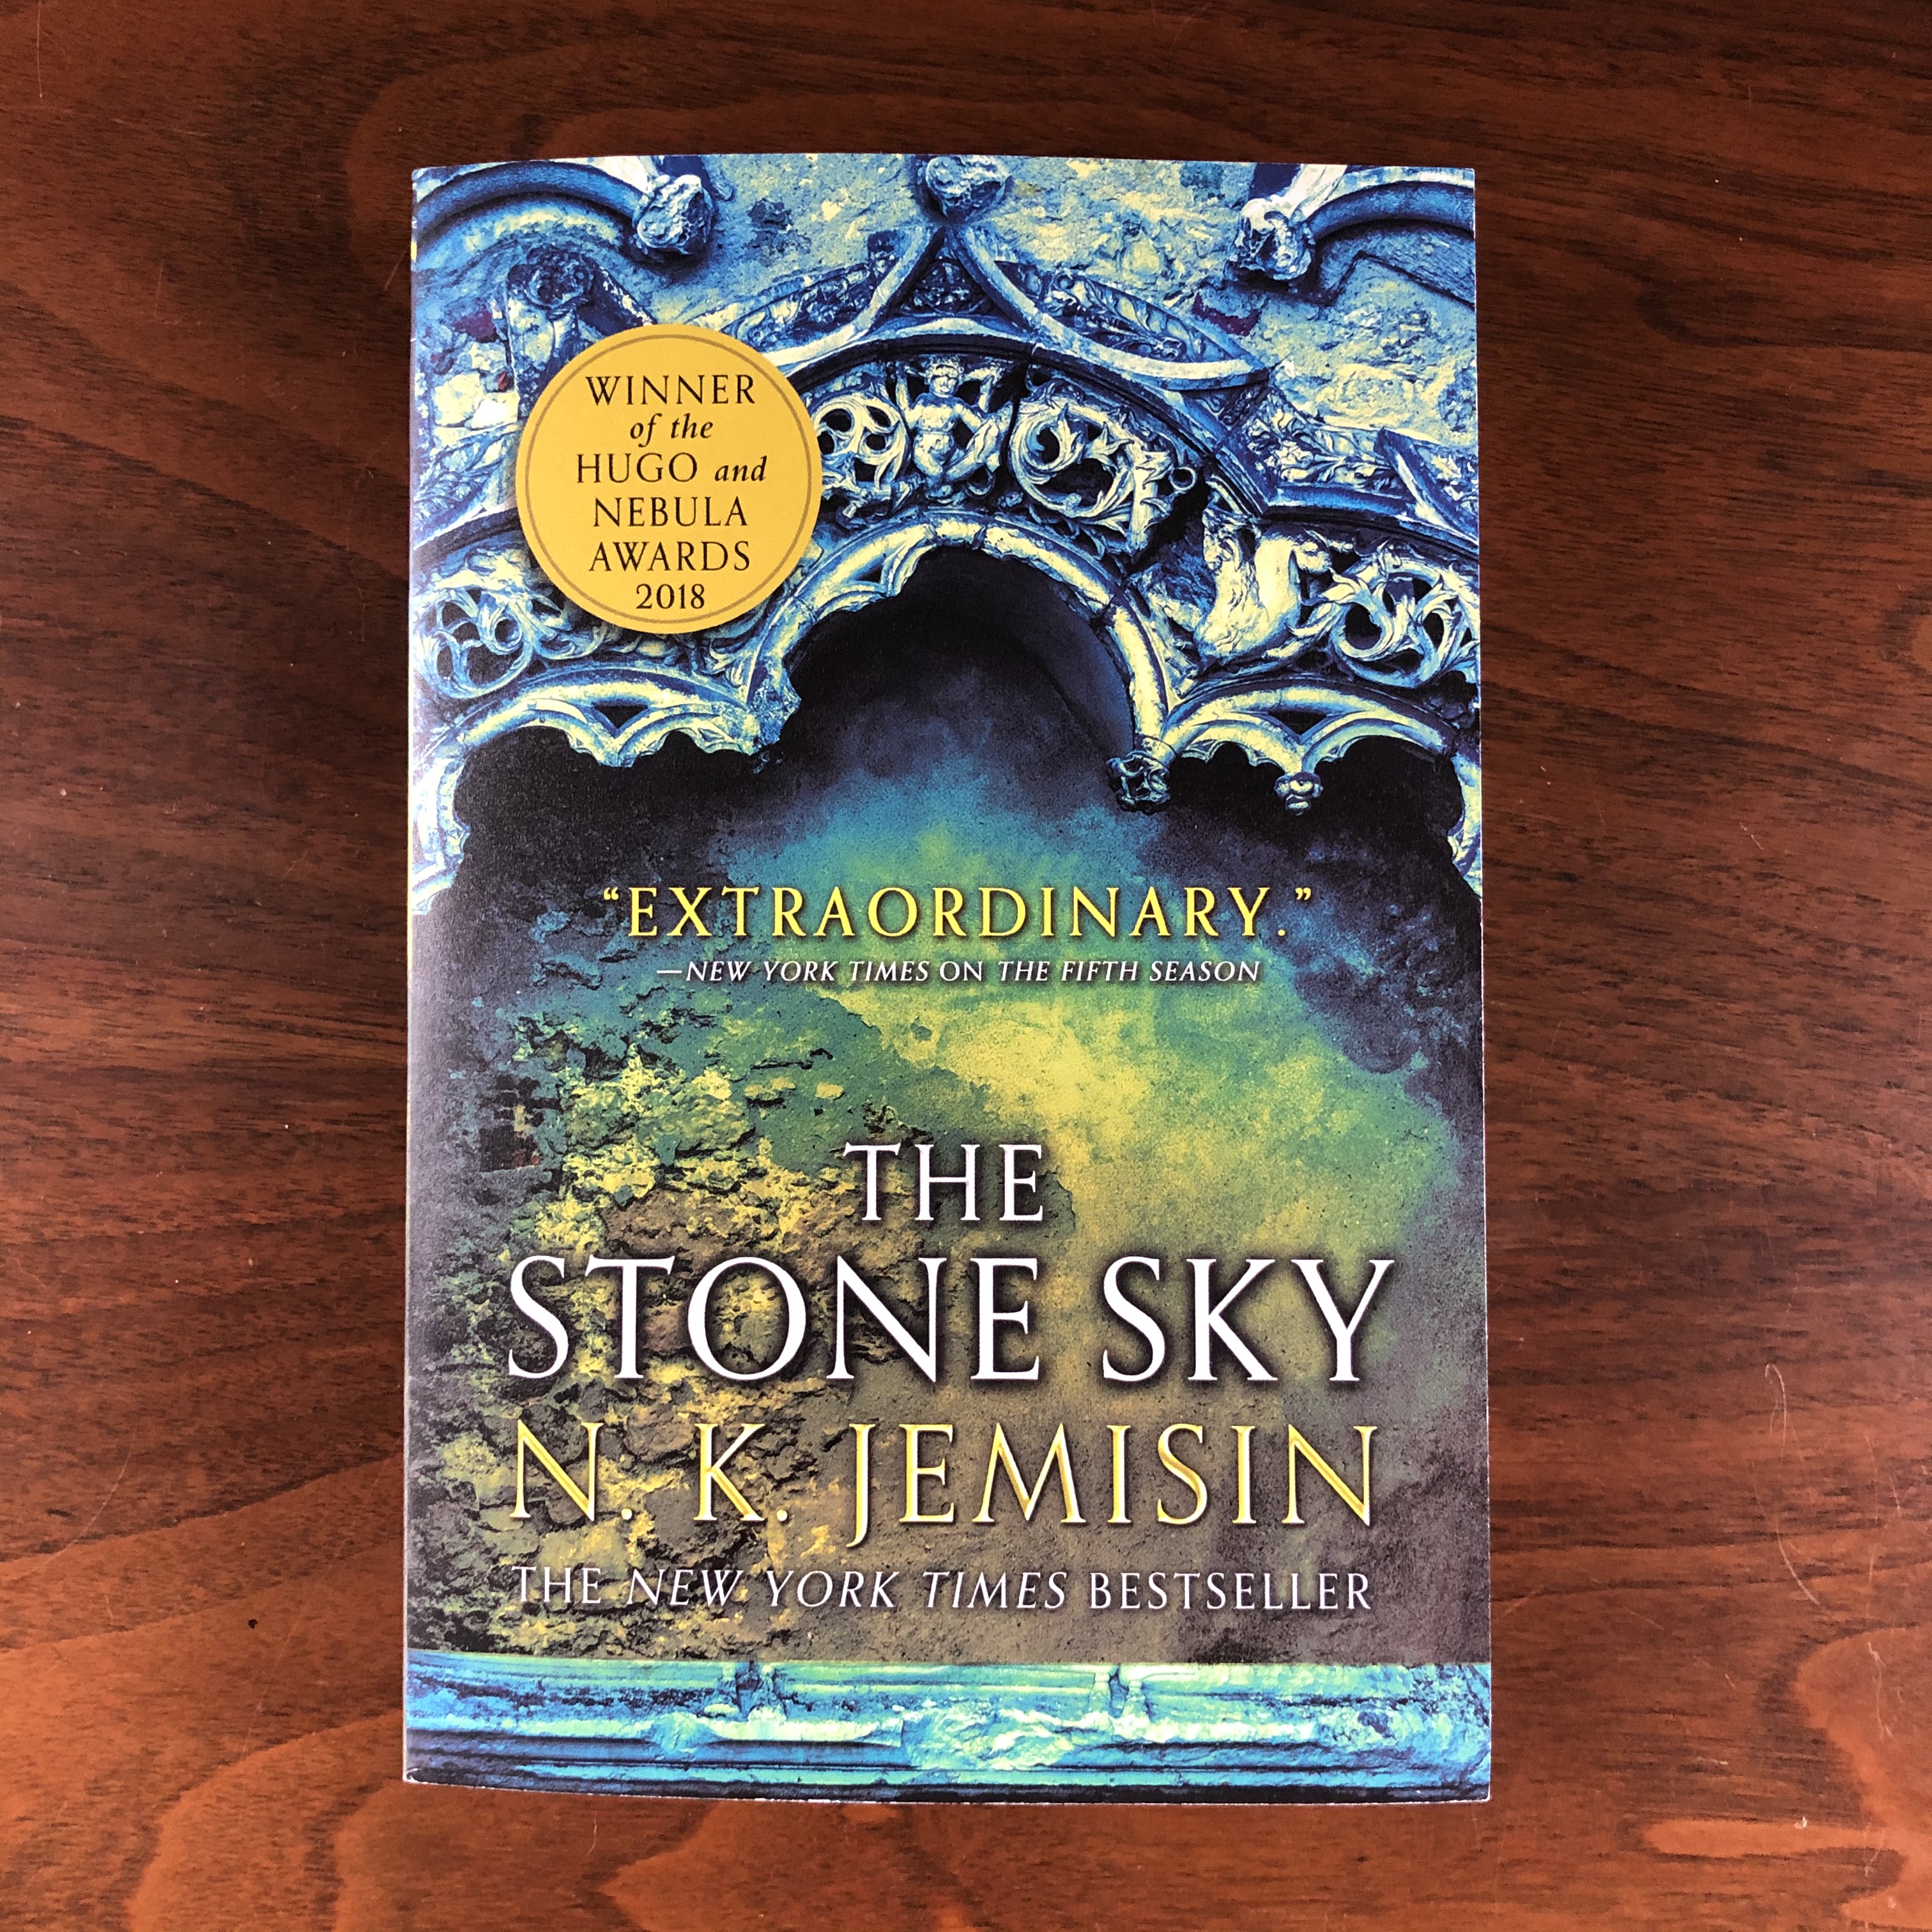 WINNER
of the
HUGO and
NEBULA
AWARDS
2018
“EXTRAORDINARY.”
—NEW YORK TIMES ON THE FIFTH SEASON
THE
STONE SKY
N. K. JEMISIN
THE NEW YORK TIMES BESTSELLER